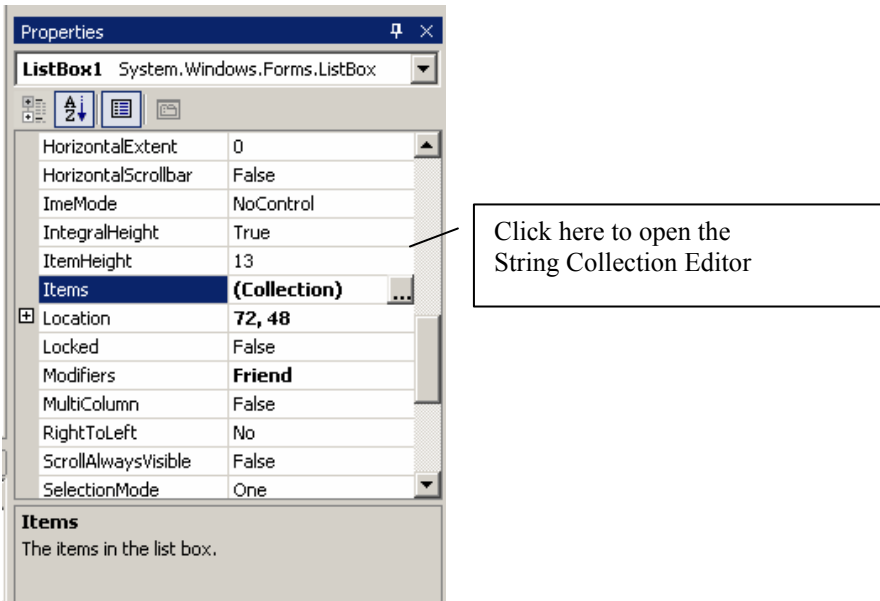 Properties
ListBox1 System.Windows.Forms.ListBox
HorizontalExtent 0
HorizontalScrollbar False
ImeMode NoControl
IntegralHeight True
ItemHeight 13
Items (Collection) ...
Location 72, 48
Locked False
Modifiers Friend
MultiColumn False
RightToLeft No
ScrollAlwaysVisible False
SelectionMode One
Items
The items in the list box.
Click here to open the
String Collection Editor